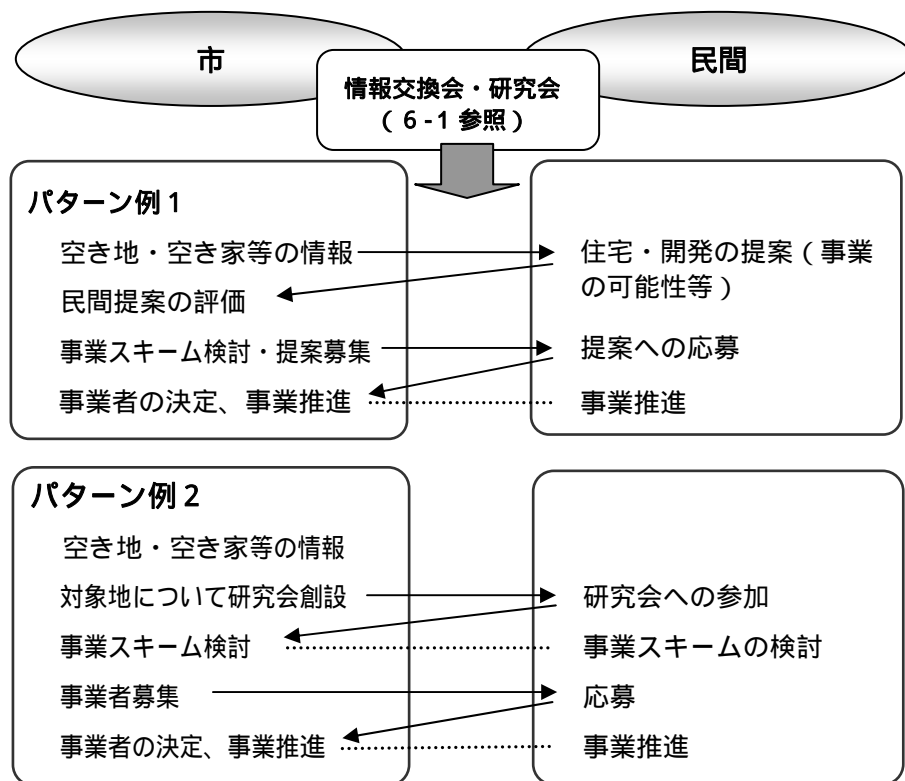 市
民間
情報交換会・研究会
（６-１参照）
パターン例１
空き地・空き家等の情報
住宅・開発の提案（事業
の可能性等）
民間提案の評価
事業スキーム検討・提案募集
提案への応募
事業者の決定、事業推進
事業推進
パターン例２
空き地・空き家等の情報
対象地について研究会創設
研究会への参加
事業スキーム検討
事業スキームの検討
事業者募集
応募
事業者の決定、事業推進
事業推進